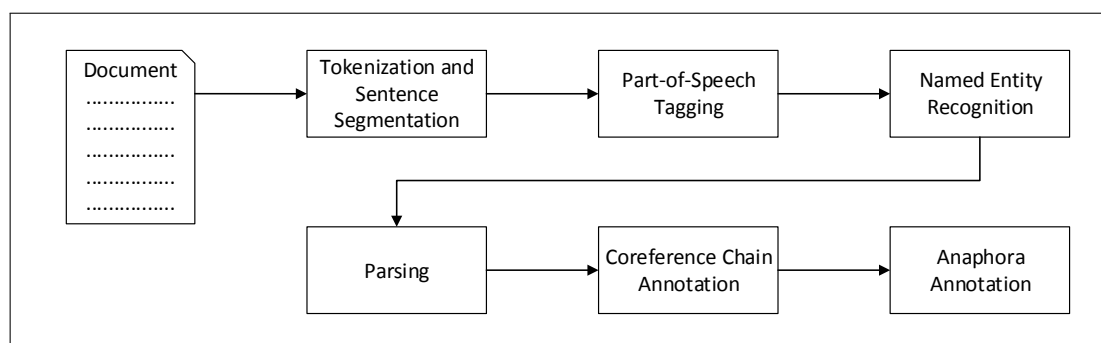 Document
................
................
................
................
................
Tokenization and
Sentence
Segmentation
Part-of-Speech
Tagging
Named Entity
Recognition
Parsing
Coreference Chain
Annotation
Anaphora
Annotation